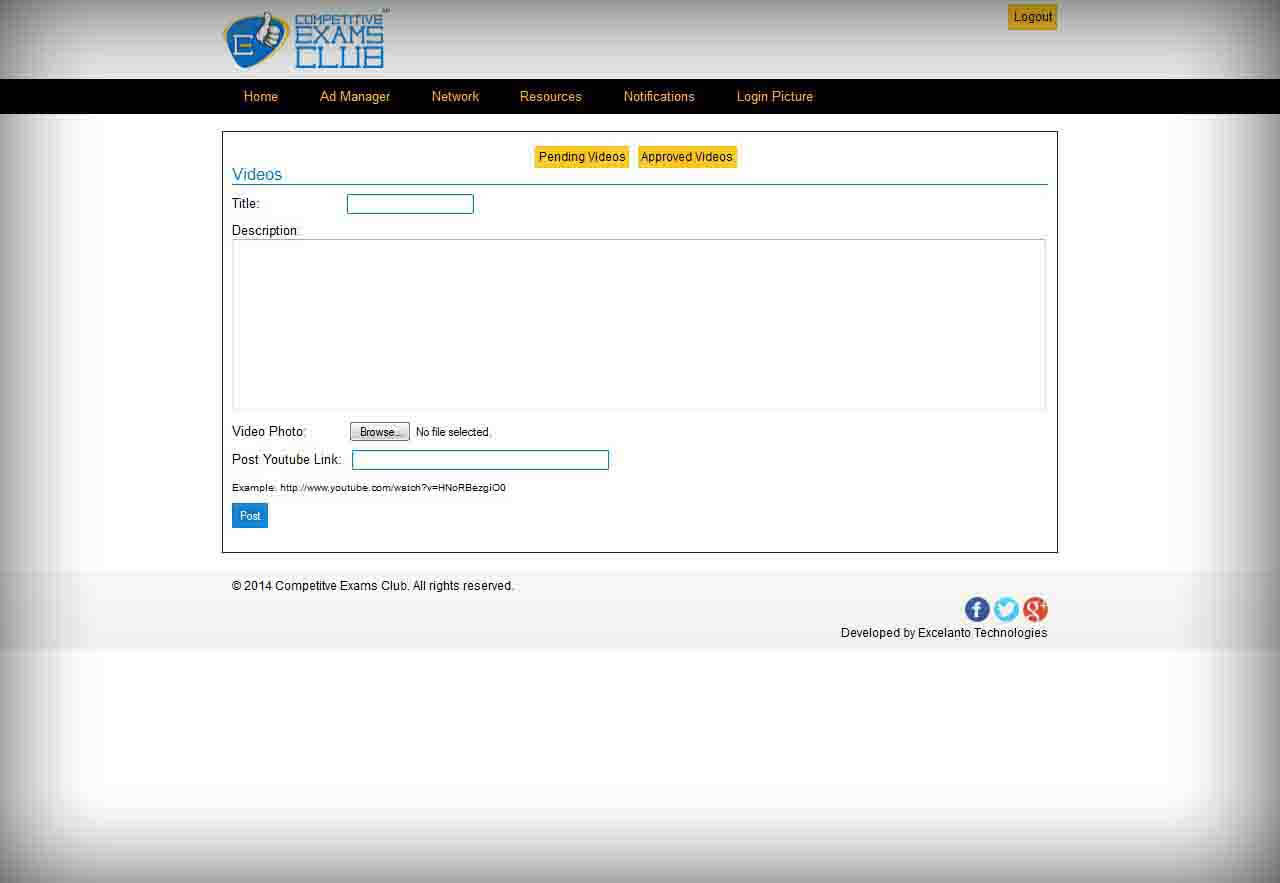 COMPETITIVE
EXAMS
CLUB
E
Logout
Home Ad Manager Network Resources Notifications Login Picture
Pending Videos Approved Videos
Videos
Title:
Description:
Video Photo: Browse... No file selected.
Post Youtube Link:
Example: http://www.youtube.com/watch?v=HNoRBezgIO0
Post
© 2014 Competitve Exams Club. All rights reserved.
f g+
Developed by Excelanto Technologies